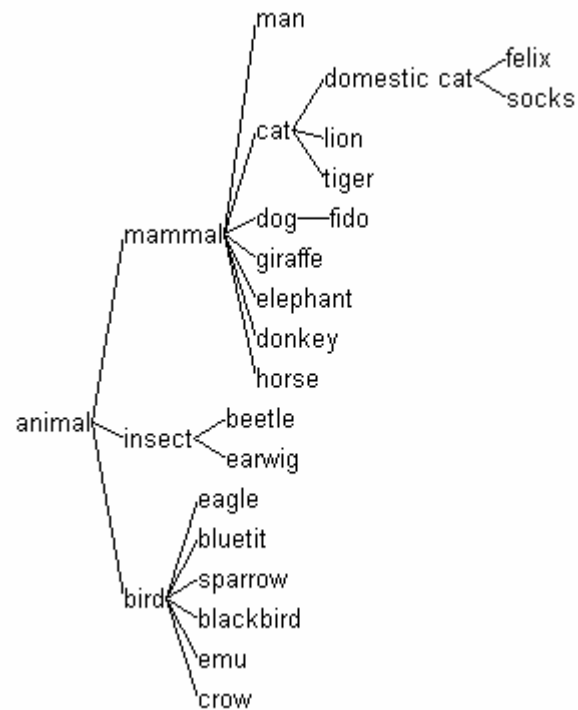 man
felix
domestic cat
socks
cat
lion
tiger
dog fido
mammal
giraffe
elephant
donkey
horse
animal
beetle
insect
earwig
eagle
bluetit
sparrow
bird
blackbird
emu
crow